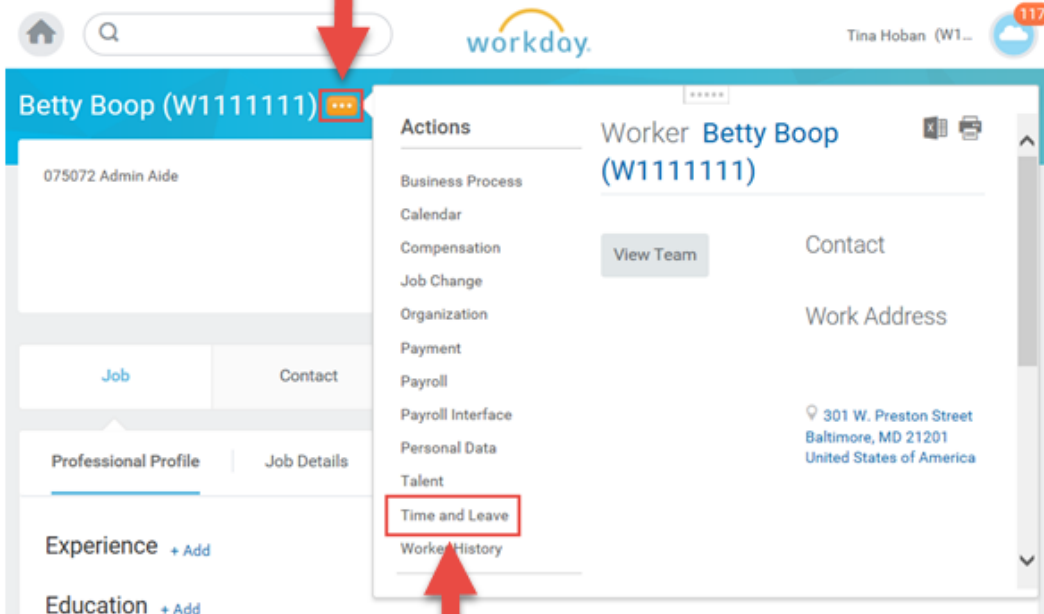 workday.
Tina Hoban (W1...
117
Betty Boop (W1111111)
075072 Admin Aide
Job
Contact
Professional Profile
Job Details
Experience + Add
Education + Add
Actions
Business Process
Calendar
Compensation
Job Change
Organization
Payment
Payroll
Payroll Interface
Personal Data
Talent
Time and Leave
Worker History
Worker Betty Boop
(W1111111)
View Team
Contact
Work Address
301 W. Preston Street
Baltimore, MD 21201
United States of America